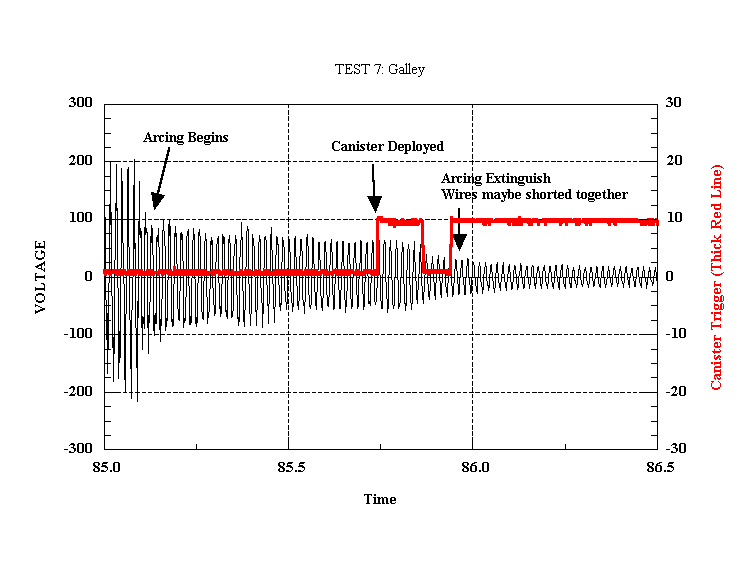 TEST 7: Galley
300
200
100
0
-100
-200
-300
VOLTAGE
Arcing Begins
Canister Deployed
Arcing Extinguish
Wires maybe shorted together
30
20
10
0
-10
-20
-30
Canister Trigger (Thick Red Line)
85.0
85.5
86.0
86.5
Time